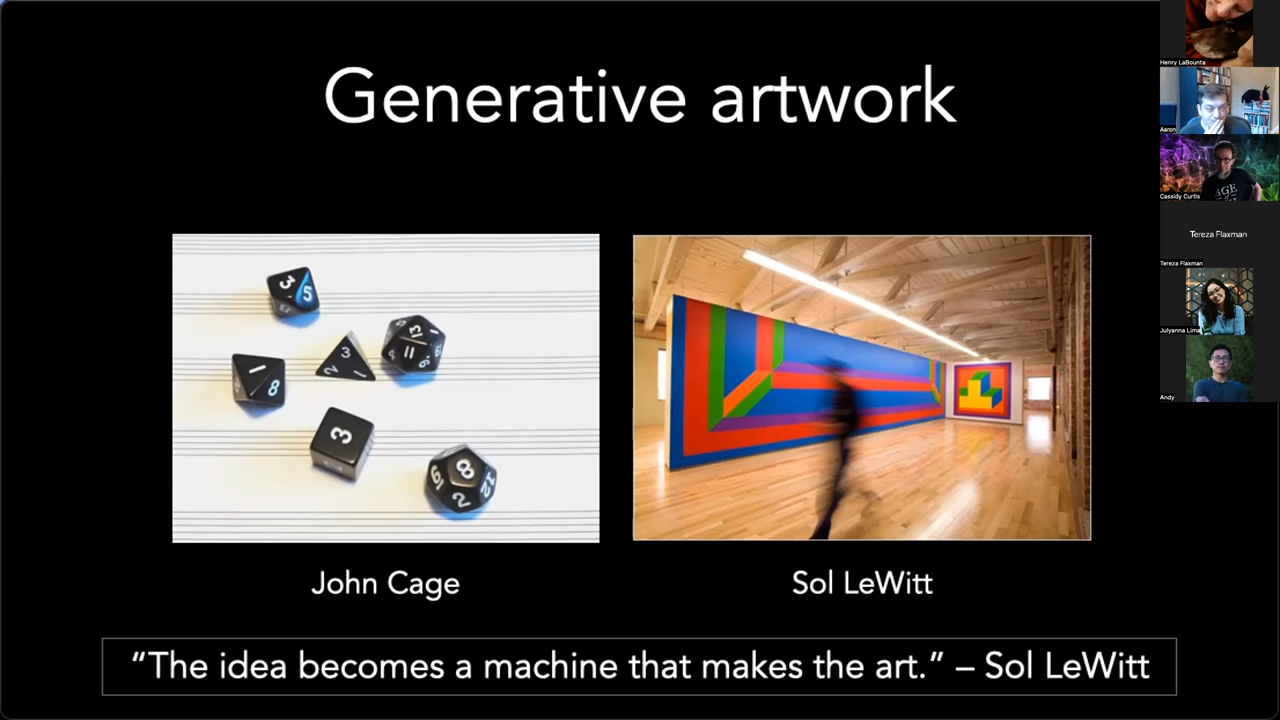 Generative artwork
John Cage
Sol LeWitt
“The idea becomes a machine that makes the art.” – Sol LeWitt
Henry LaBounta
Aaron
Cassidy Curtis
Tereza Flaxman
Tereza Flaxman
Julyanna Lima
Andy